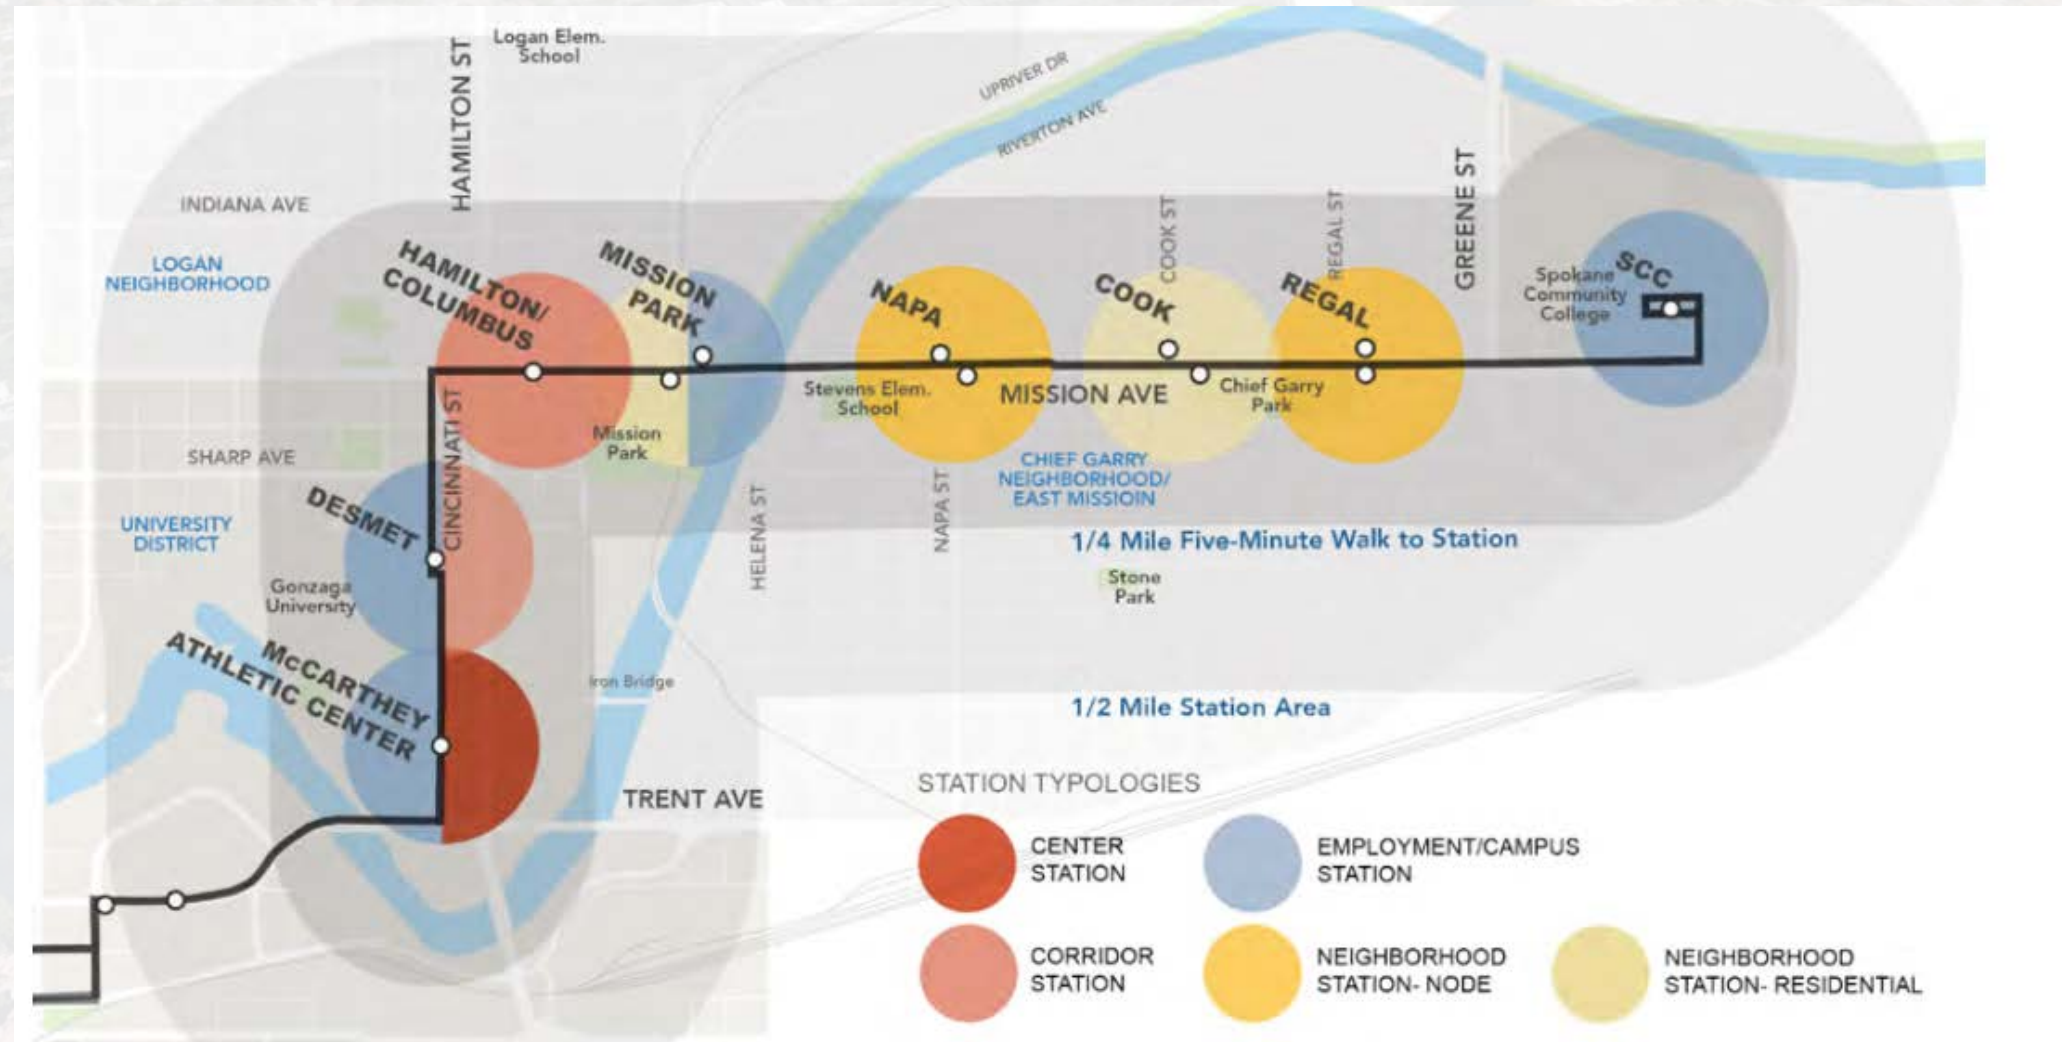 Logan Elem.
School
HAMILTON ST
UPRIVER DR
RIVERTON AVE
INDIANA AVE
LOGAN
NEIGHBORHOOD
HAMILTON/
COLUMBUS
MISSION
PARK
NAPA
COOK ST
COOK
REGAL ST
REGAL
GREENE ST
SCC
Spokane
Community
College
Stevens Elem.
School
MISSION AVE
Chief Garry
Park
Mission
Park
SHARP AVE
CINCINNATI ST
DESMET
UNIVERSITY
DISTRICT
CHIEF GARRY
NEIGHBORHOOD/
EAST MISSIOIN
HELENA ST
NAPA ST
1/4 Mile Five-Minute Walk to Station
Gonzaga
University
Stone
Park
McCARTHEY
ATHLETIC CENTER
Iron Bridge
1/2 Mile Station Area
TRENT AVE
STATION TYPOLOGIES
CENTER
STATION
EMPLOYMENT/CAMPUS
STATION
CORRIDOR
STATION
NEIGHBORHOOD
STATION- NODE
NEIGHBORHOOD
STATION- RESIDENTIAL